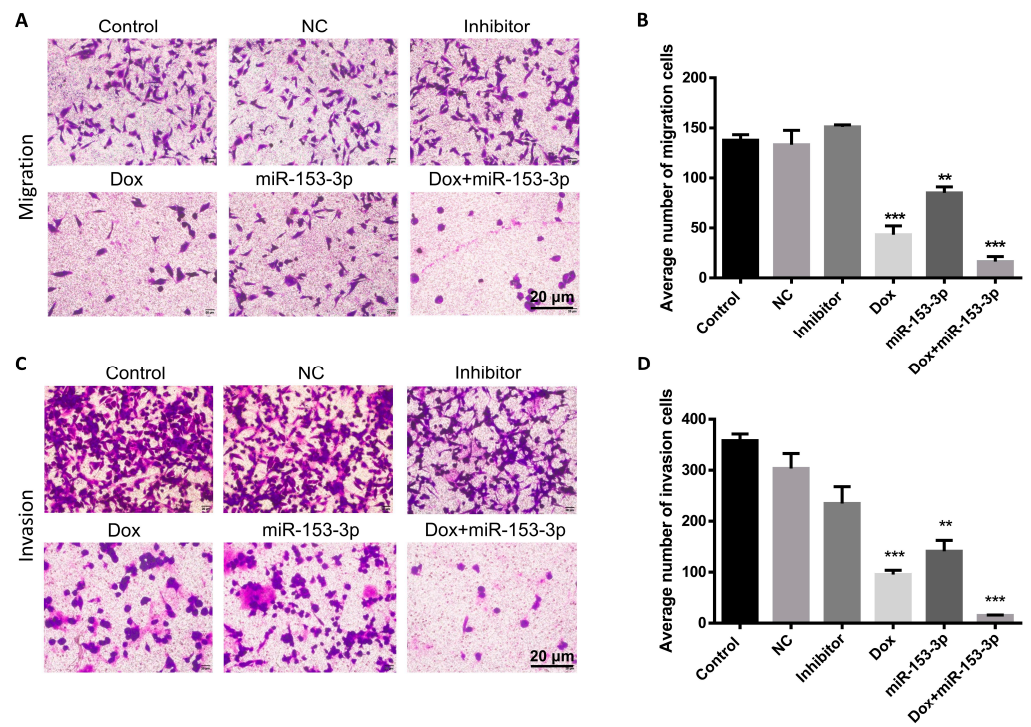 A
Control NC Inhibitor
Migration
Dox miR-153-3p Dox+miR-153-3p
20 μm
B
Average number of migration cells
200
150
100
50
0
***
**
***
Control NC Inhibitor Dox miR-153-3p Dox+miR-153-3p
C
Control NC Inhibitor
Invasion
Dox miR-153-3p Dox+miR-153-3p
20 μm
D
Average number of invasion cells
400
300
200
100
0
***
**
***
Control NC Inhibitor Dox miR-153-3p Dox+miR-153-3p